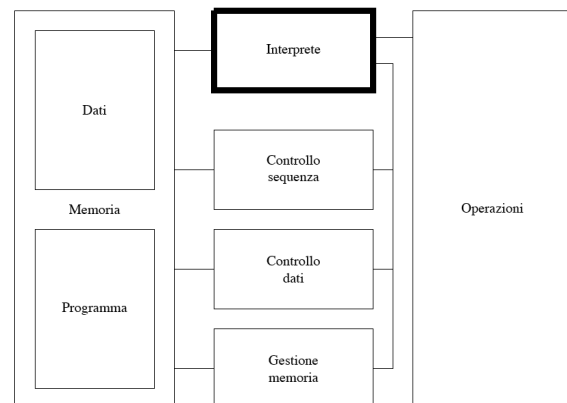 Interprete
Dati
Controllo
sequenza
Memoria
Operazioni
Controllo
dati
Programma
Gestione
memoria